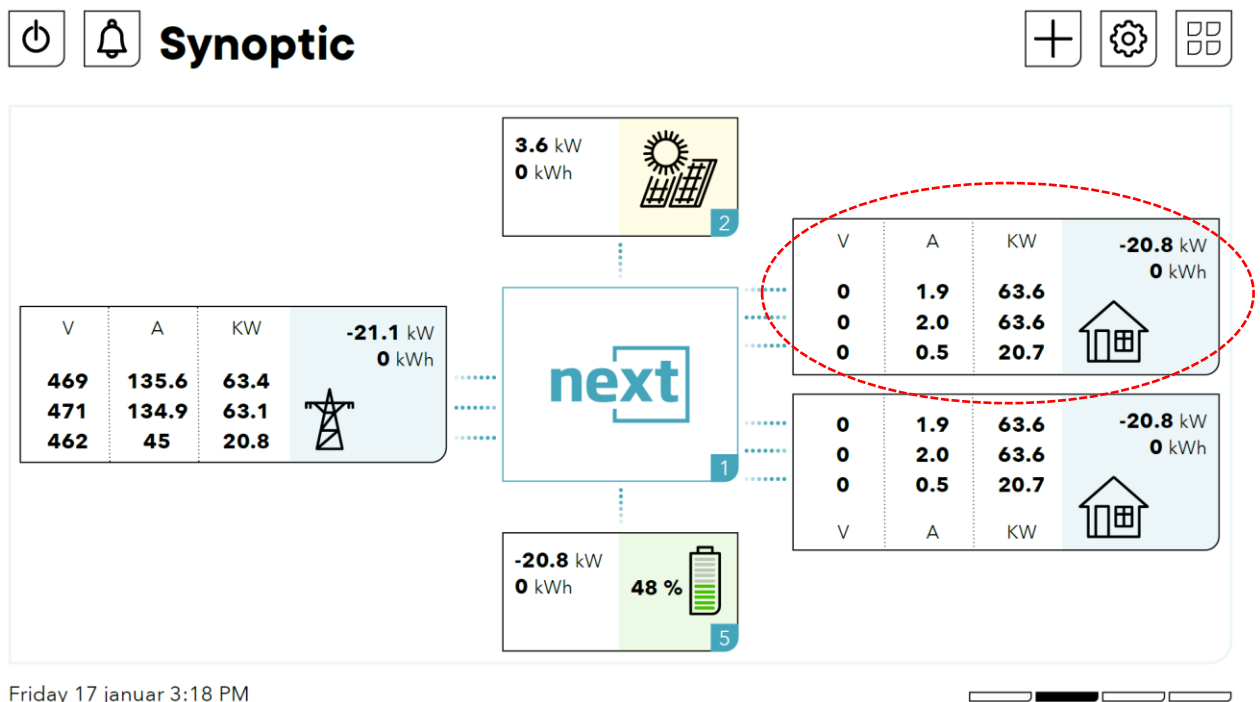 Synoptic
3.6 kW
0 kWh
2
V A KW
-20.8 kW
0 kWh
0 1.9 63.6
0 2.0 63.6
0 0.5 20.7
V A KW
-21.1 kW
0 kWh
469 135.6 63.4
471 134.9 63.1
462 45 20.8
next
1
0 1.9 63.6
0 2.0 63.6
0 0.5 20.7
V A KW
-20.8 kW
0 kWh
-20.8 kW
0 kWh
48 %
5
Friday 17 januar 3:18 PM